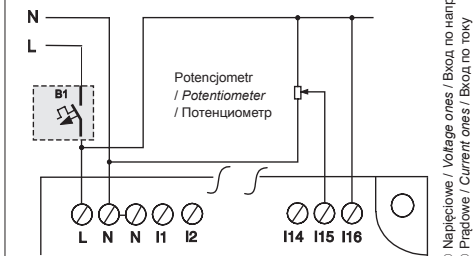 N
L
B1
Potencjometr
/ Potentiometer
/ Потенциометр
L N N I1 I2 I14 I15 I16
Napięciowe / Voltage ones / Вход по
Prądowe / Current ones / Вход по току